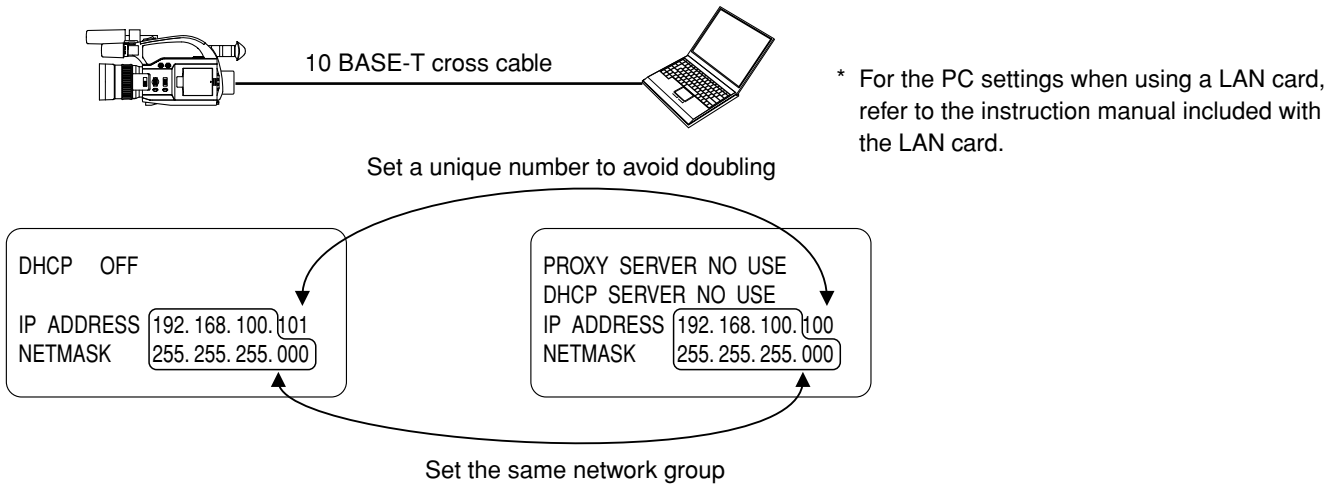 10 BASE-T cross cable
* For the PC settings when using a LAN card,
refer to the instruction manual included with
the LAN card.
Set a unique number to avoid doubling
DHCP OFF
IP ADDRESS 192. 168. 100. 101
NETMASK 255. 255. 255. 000
PROXY SERVER NO USE
DHCP SERVER NO USE
IP ADDRESS 192. 168. 100. 100
NETMASK 255. 255. 255. 000
Set the same network group